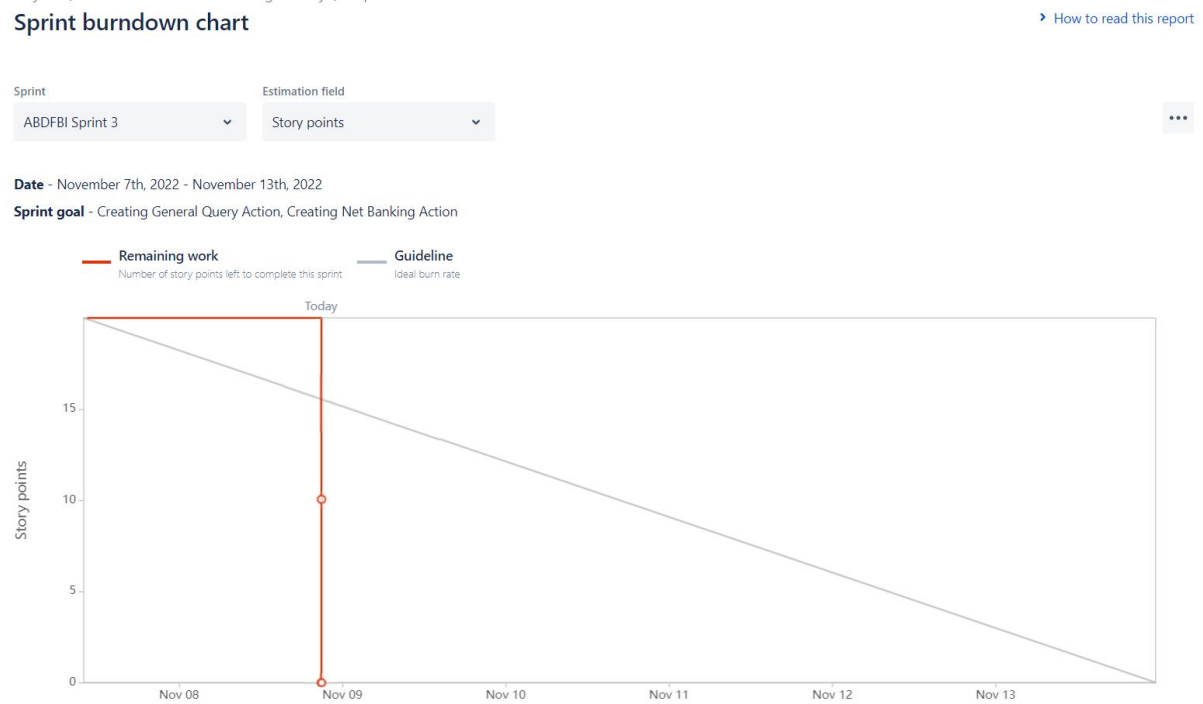 Sprint burndown chart
How to read this report
Sprint
Estimation field
ABDFBI Sprint 3
Story points
Date - November 7th, 2022 - November 13th, 2022
Sprint goal - Creating General Query Action, Creating Net Banking Action
Remaining work
Number of story points left to complete this sprint
Guideline
Ideal burn rate
Today
15
10
5
0
Story points
Nov 08
Nov 09
Nov 10
Nov 11
Nov 12
Nov 13